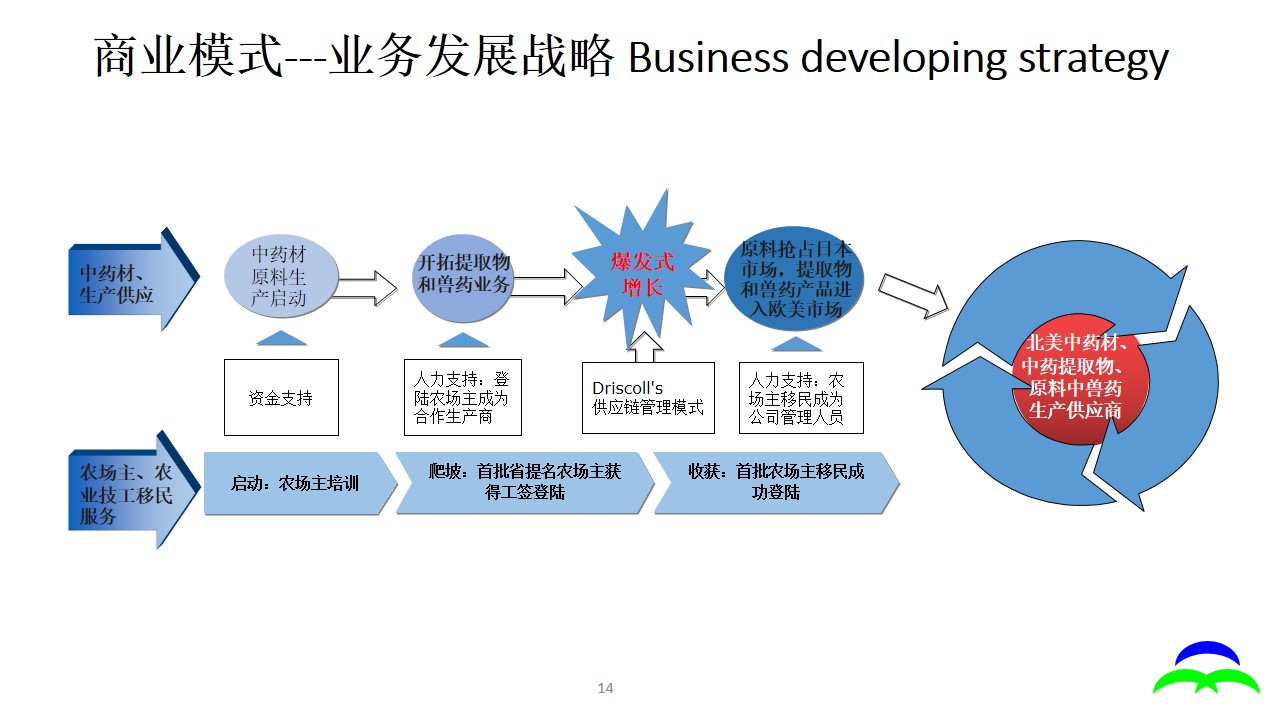 商业模式---业务发展战略 Business developing strategy
中药材、
生产供应
中药材
原料生
产启动
开拓提取物
和兽药业务
爆发式
增长
原料抢占日本
市场，提取物
和兽药产品进
入欧美市场
北美中药材、
中药提取物、
原料中兽药
生产供应商
资金支持
人力支持：登
陆农场主成为
合作生产商
Driscoll's
供应链管理模式
人力支持：农
场主移民成为
公司管理人员
农场主、农
业技工移民
服务
启动：农场主培训
爬坡：首批省提名农场主获
得工签登陆
收获：首批农场主移民成
功登陆
14